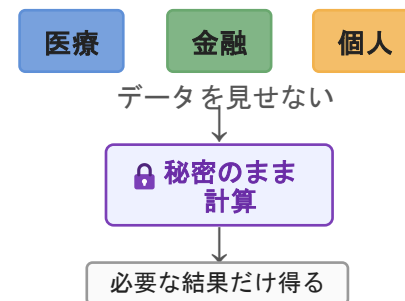 医療
金融
個人
データを見せない
秘密のまま
計算
必要な結果だけ得る